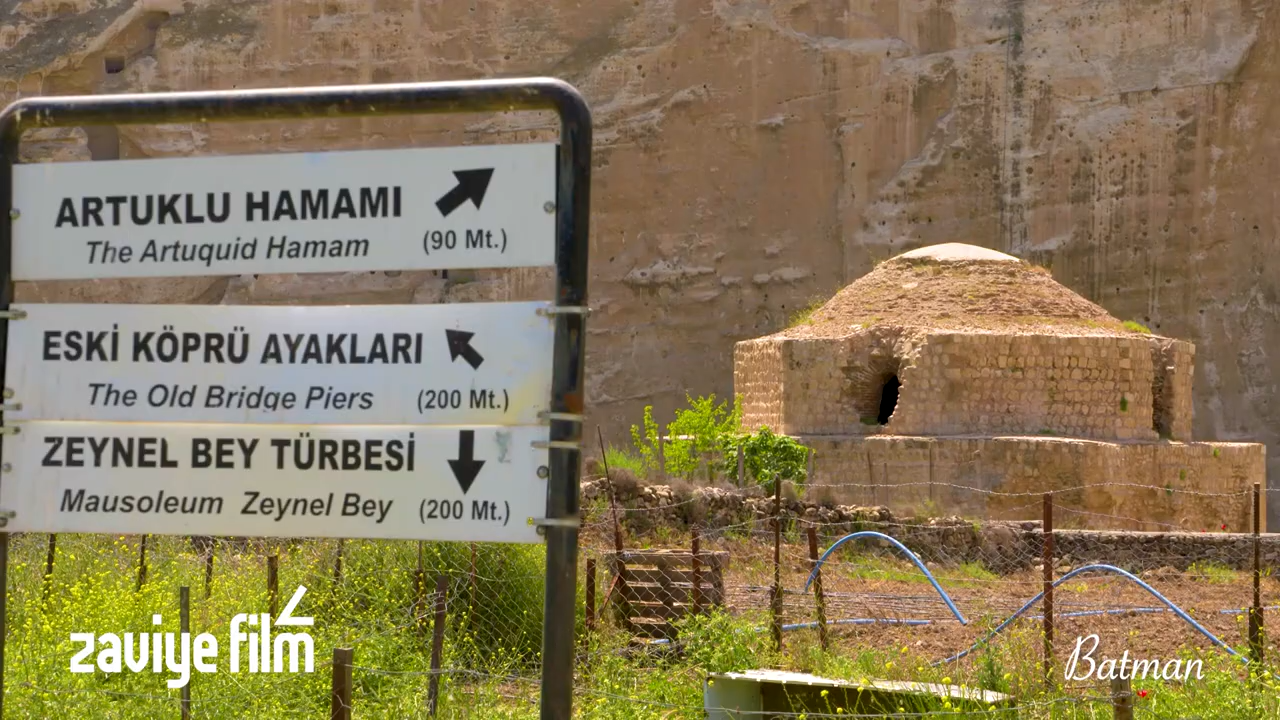 ARTUKLU HAMAMI
The Artuquid Hamam (90 Mt.)
ESKİ KÖPRÜ AYAKLARI
The Old Bridge Piers (200 Mt.)
ZEYNEL BEY TÜRBESİ
Mausoleum Zeynel Bey (200 Mt.)
zaviye film
Batman